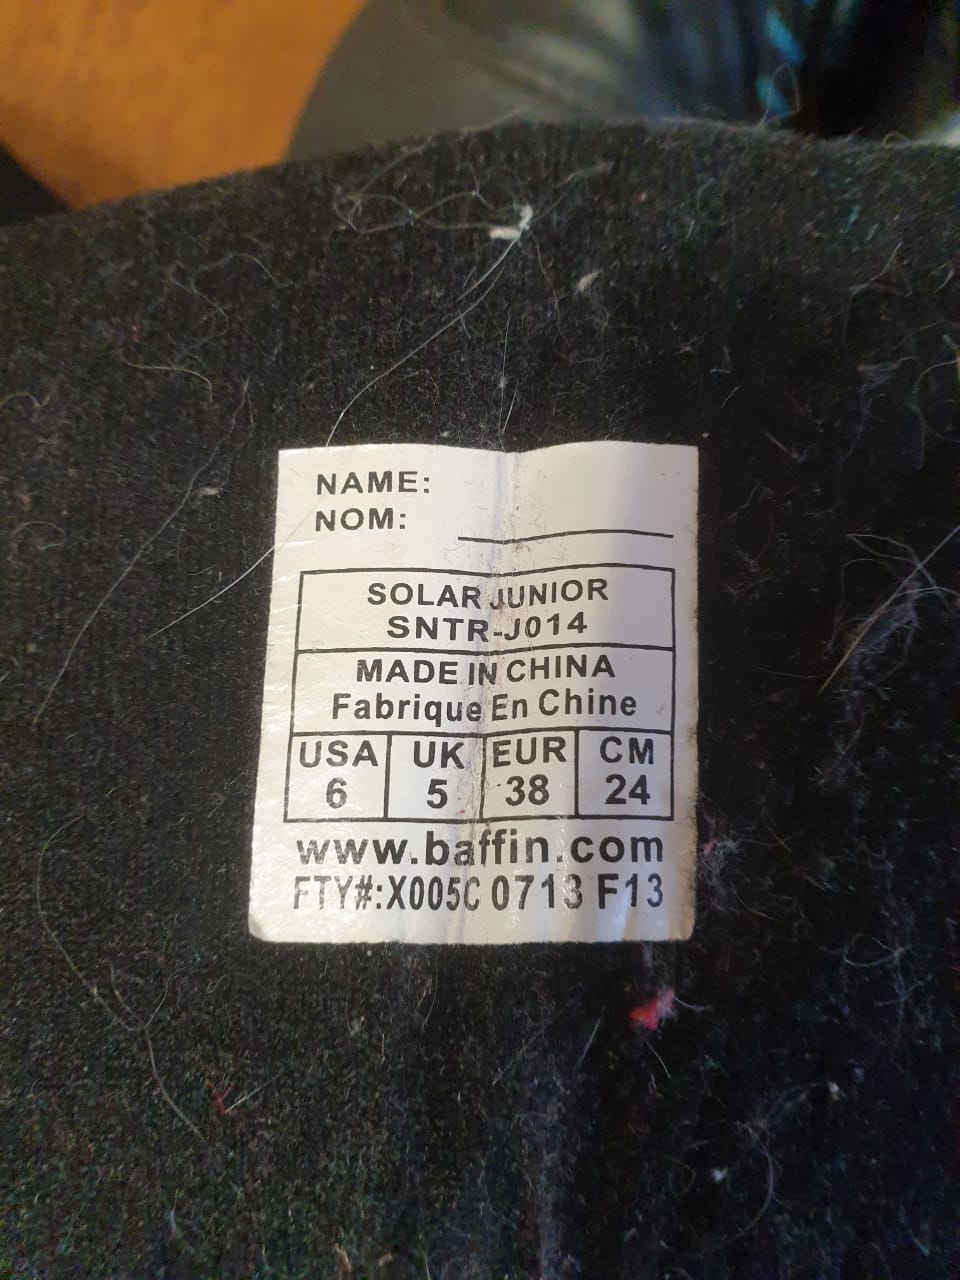 NAME:
NOM:
SOLAR JUNIOR
SNTR-J014
MADE IN CHINA
Fabrique En Chine
USA UK EUR CM
6 5 38 24
www.baffin.com
FTY#:X005C 0713 F13